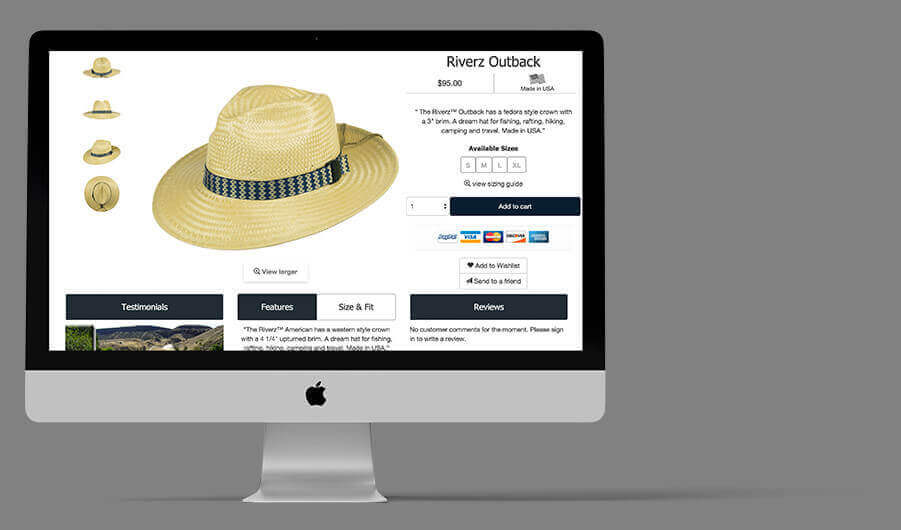 Riverz Outback
$95.00
Made in USA
" The Riverz™ Outback has a fedora style crown
with a 3" brim. A dream hat for fishing, rafting, hiking,
camping and travel. Made in USA."
Available Sizes
S M L XL
view sizing guide
1 Add to cart
PayPal VISA MasterCard DISCOVER
Add to Wishlist
Send to a friend
View larger
Testimonials
Features Size & Fit
"The Riverz™ American has a western style crown
with a 4 1/4" upturned brim. A dream hat for fishing,
rafting, hiking, camping and travel. Made in USA."
Reviews
No customer comments for the moment. Please sign
in to write a review.